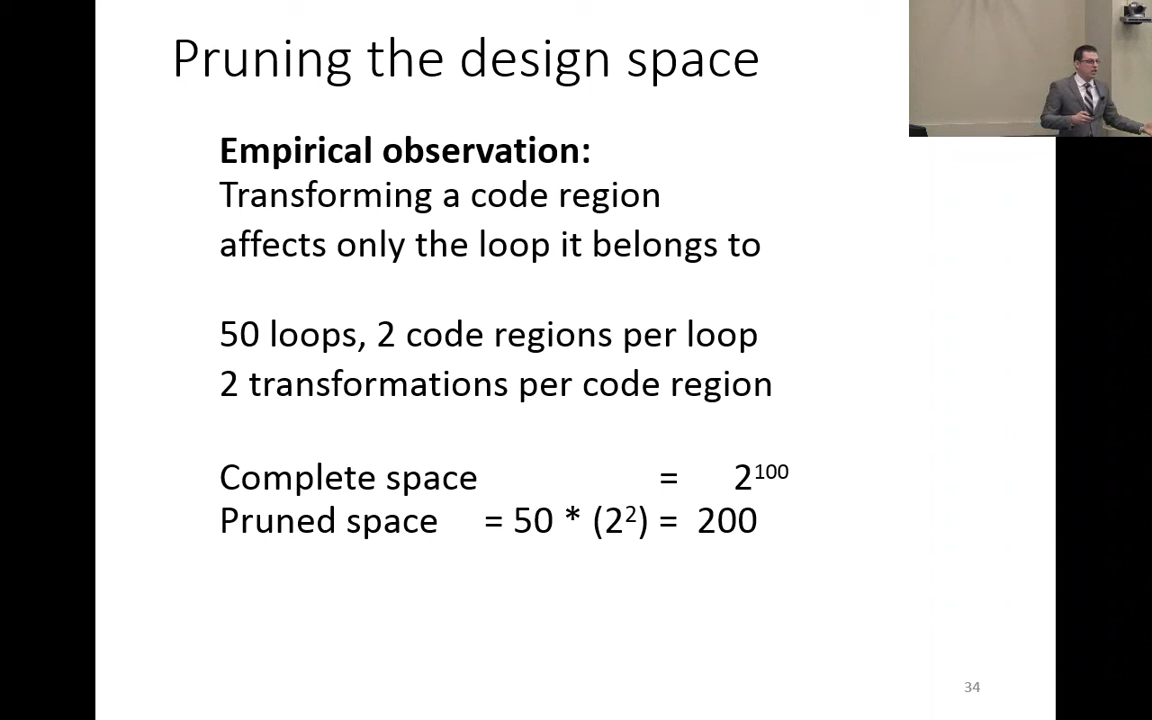 Pruning the design space
Empirical observation:
Transforming a code region
affects only the loop it belongs to
50 loops, 2 code regions per loop
2 transformations per code region
Complete space = 2¹⁰⁰
Pruned space = 50 * (2²) = 200
34